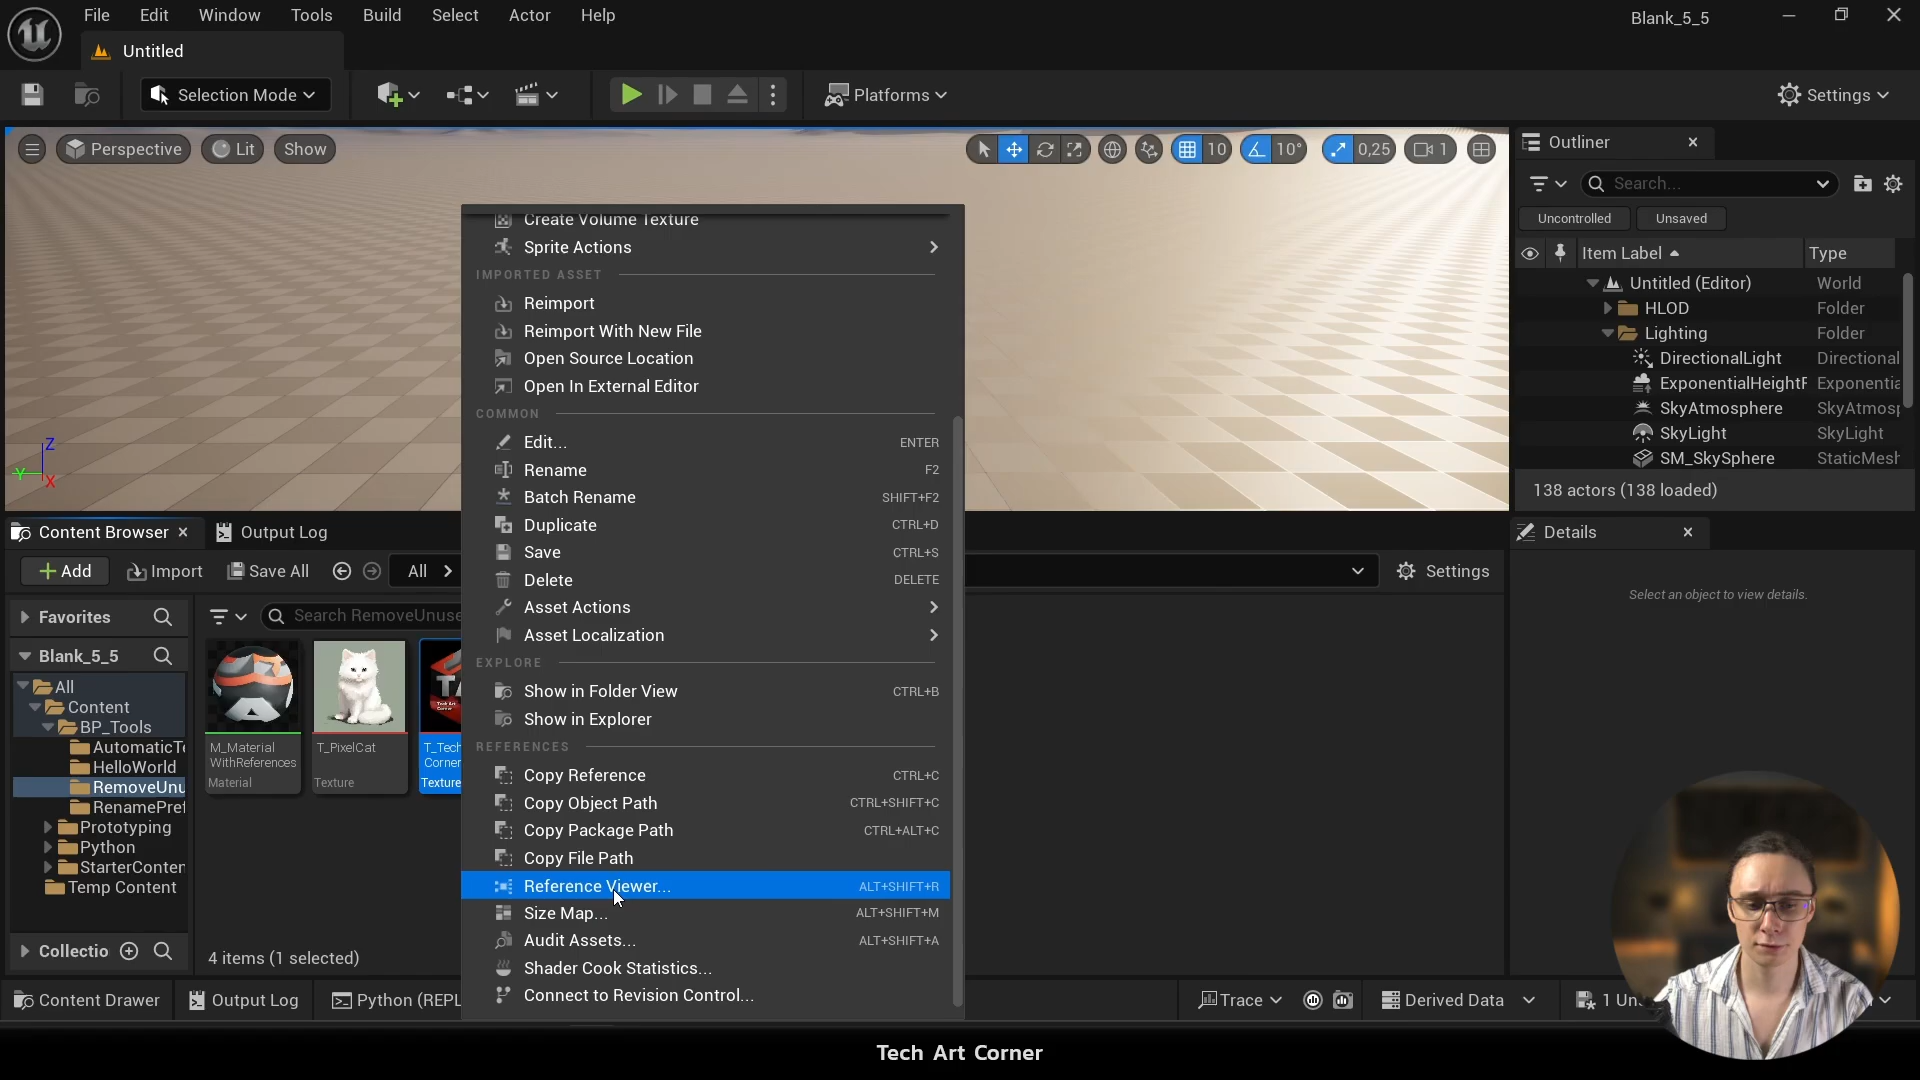 File Edit Window Tools Build Select Actor Help
Blank_5_5
Untitled
Selection Mode
Platforms
Settings
Perspective
Lit
Show
10
10°
0,25
1
Outliner
Search...
Uncontrolled
Unsaved
Item Label
Type
Untitled (Editor) World
HLOD Folder
Lighting Folder
DirectionalLight Directional
ExponentialHeightF Exponentia
SkyAtmosphere SkyAtmosp
SkyLight SkyLight
SM_SkySphere StaticMesh
138 actors (138 loaded)
Z
Y
X
Create Volume Texture
Sprite Actions
IMPORTED ASSET
Reimport
Reimport With New File
Open Source Location
Open In External Editor
COMMON
Edit... ENTER
Rename F2
Batch Rename SHIFT+F2
Duplicate CTRL+D
Save CTRL+S
Delete DELETE
Asset Actions
Asset Localization
EXPLORE
Show in Folder View CTRL+B
Show in Explorer
REFERENCES
Copy Reference CTRL+C
Copy Object Path CTRL+SHIFT+C
Copy Package Path CTRL+ALT+C
Copy File Path
Reference Viewer... ALT+SHIFT+R
Size Map... ALT+SHIFT+M
Audit Assets... ALT+SHIFT+A
Shader Cook Statistics...
Connect to Revision Control...
Content Browser
Output Log
Add
Import
Save All
All
Settings
Favorites
Search RemoveUnuse
Blank_5_5
All
Content
BP_Tools
AutomaticTe
HelloWorld
RemoveUnu
RenamePref
Prototyping
Python
StarterConten
Temp Content
Collectio
M_Material
WithReferences
Material
T_PixelCat
Texture
T_Tech
Corner
Texture
4 items (1 selected)
Details
Select an object to view details.
Content Drawer
Output Log
Python (REPL
Trace
Derived Data
1 Un
Tech Art Corner